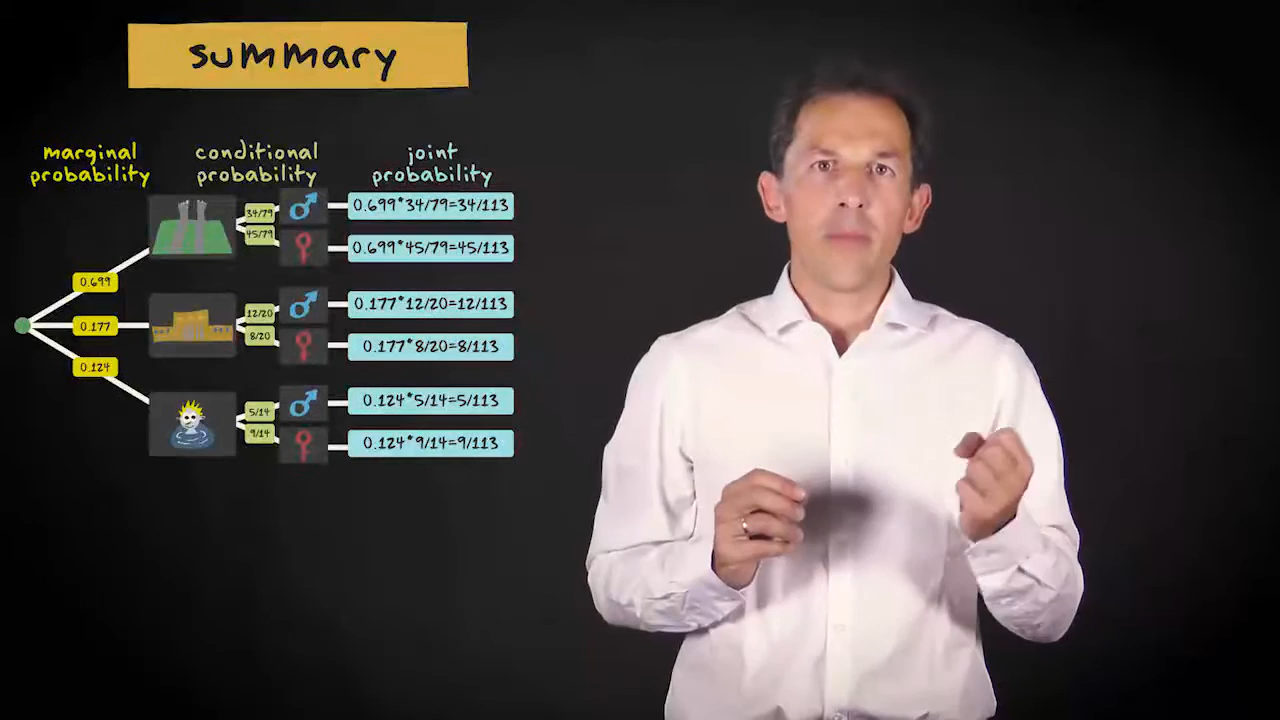 summary
marginal
probability
conditional
probability
joint
probability
34/79
0.699*34/79=34/113
45/79
0.699*45/79=45/113
0.699
12/20
0.177*12/20=12/113
0.177
8/20
0.177*8/20=8/113
0.124
5/14
0.124*5/14=5/113
9/14
0.124*9/14=9/113